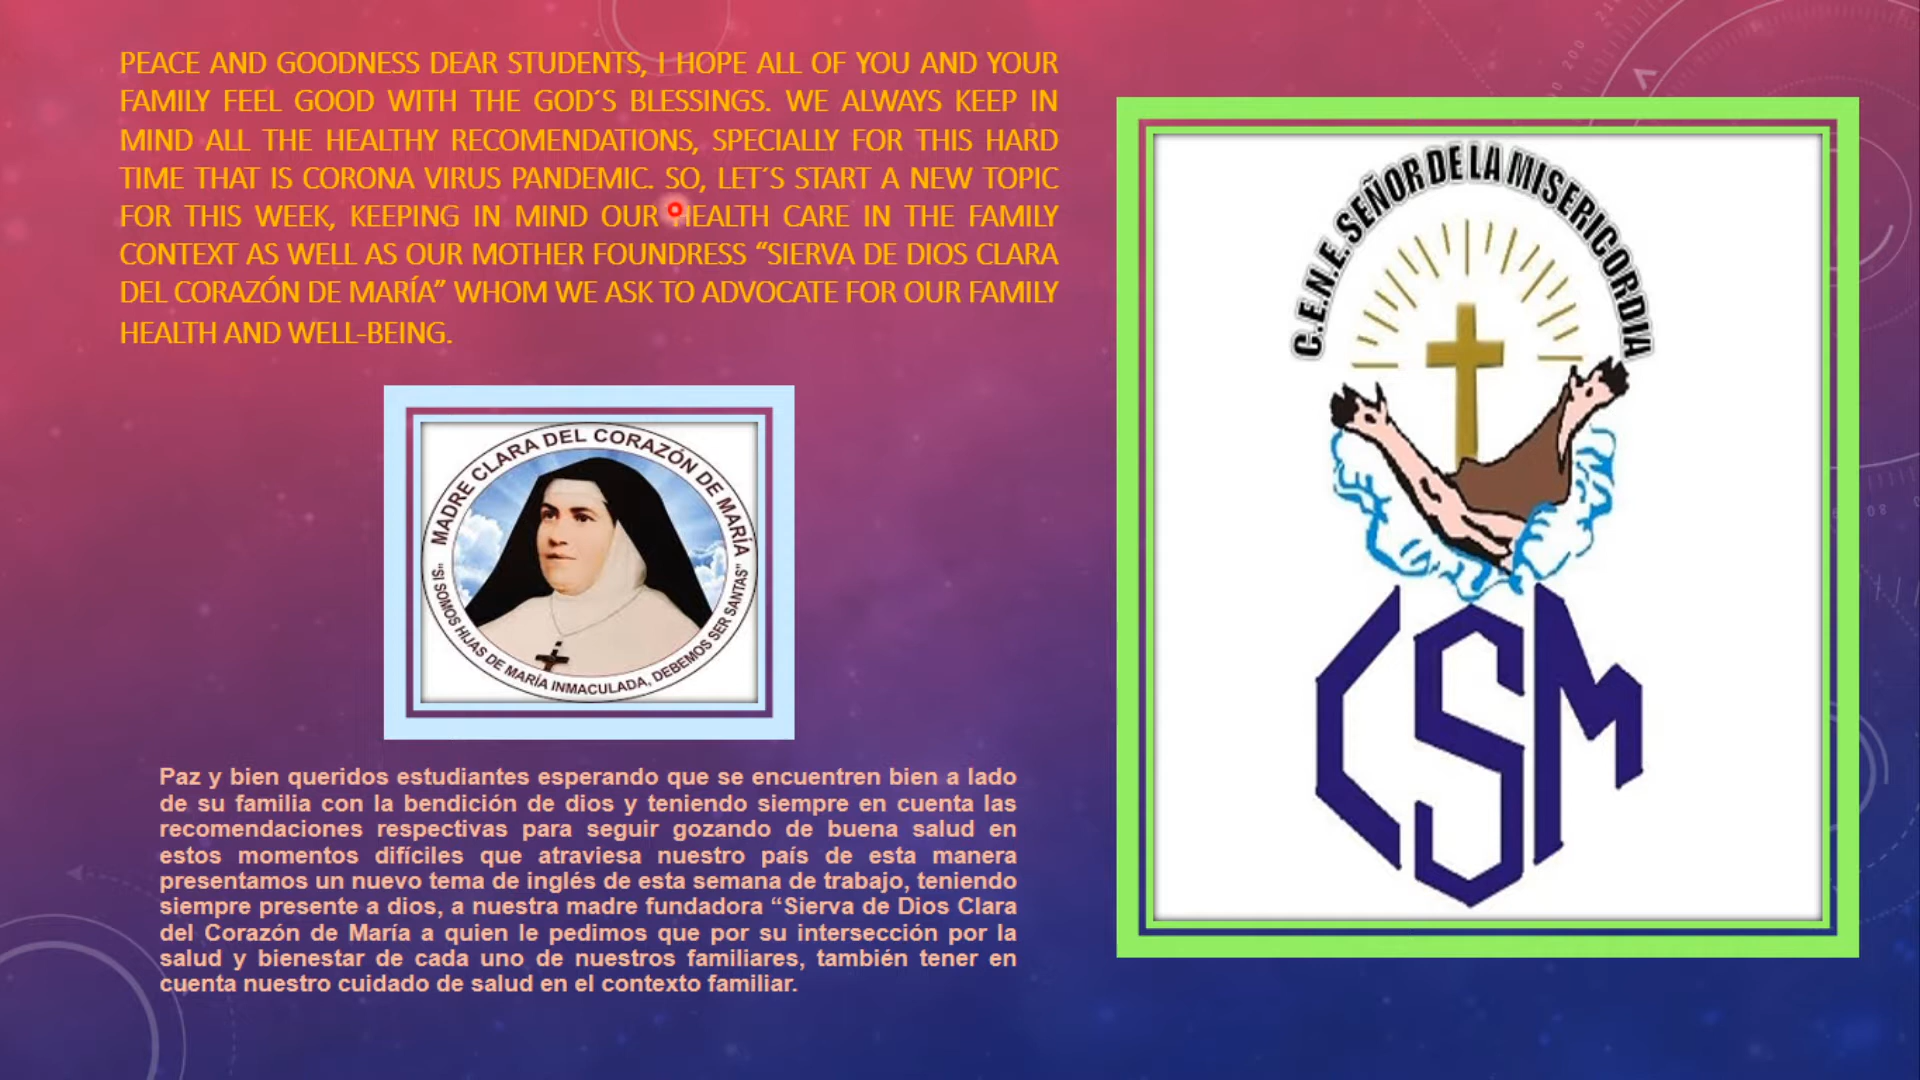 PEACE AND GOODNESS DEAR STUDENTS, I HOPE ALL OF YOU AND YOUR
FAMILY FEEL GOOD WITH THE GOD´S BLESSINGS. WE ALWAYS KEEP IN
MIND ALL THE HEALTHY RECOMENDATIONS, SPECIALLY FOR THIS HARD
TIME THAT IS CORONA VIRUS PANDEMIC. SO, LET´S START A NEW TOPIC
FOR THIS WEEK, KEEPING IN MIND OUR HEALTH CARE IN THE FAMILY
CONTEXT AS WELL AS OUR MOTHER FOUNDRESS “SIERVA DE DIOS CLARA
DEL CORAZÓN DE MARÍA” WHOM WE ASK TO ADVOCATE FOR OUR FAMILY
HEALTH AND WELL-BEING.
MADRE CLARA DEL CORAZÓN DE MARÍA
"SI SOMOS HIJAS DE MARÍA INMACULADA, DEBEMOS SER SANTAS"
Paz y bien queridos estudiantes esperando que se encuentren bien a lado
de su familia con la bendición de dios y teniendo siempre en cuenta las
recomendaciones respectivas para seguir gozando de buena salud en
estos momentos difíciles que atraviesa nuestro país de esta manera
presentamos un nuevo tema de inglés de esta semana de trabajo, teniendo
siempre presente a dios, a nuestra madre fundadora “Sierva de Dios Clara
del Corazón de María a quien le pedimos que por su intersección por la
salud y bienestar de cada uno de nuestros familiares, también tener en
cuenta nuestro cuidado de salud en el contexto familiar.
C.E.N.E. SEÑOR DE LA MISERICORDIA
CSM